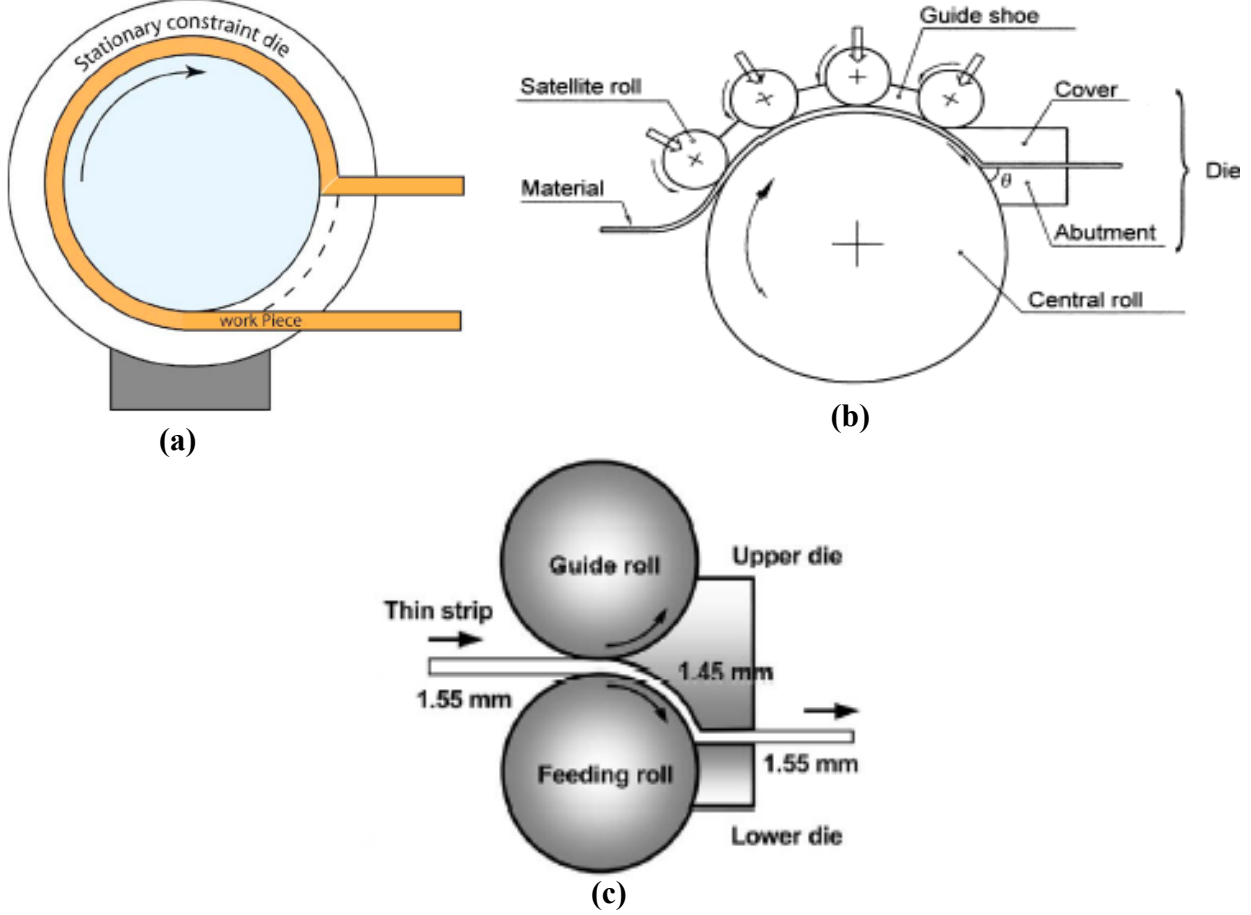 Stationary constraint die
work Piece
(a)
Guide shoe
Satellite roll
Cover
Material
θ
Die
Abutment
Central roll
(b)
Guide roll
Upper die
Thin strip
1.45 mm
1.55 mm
Feeding roll
1.55 mm
Lower die
(c)